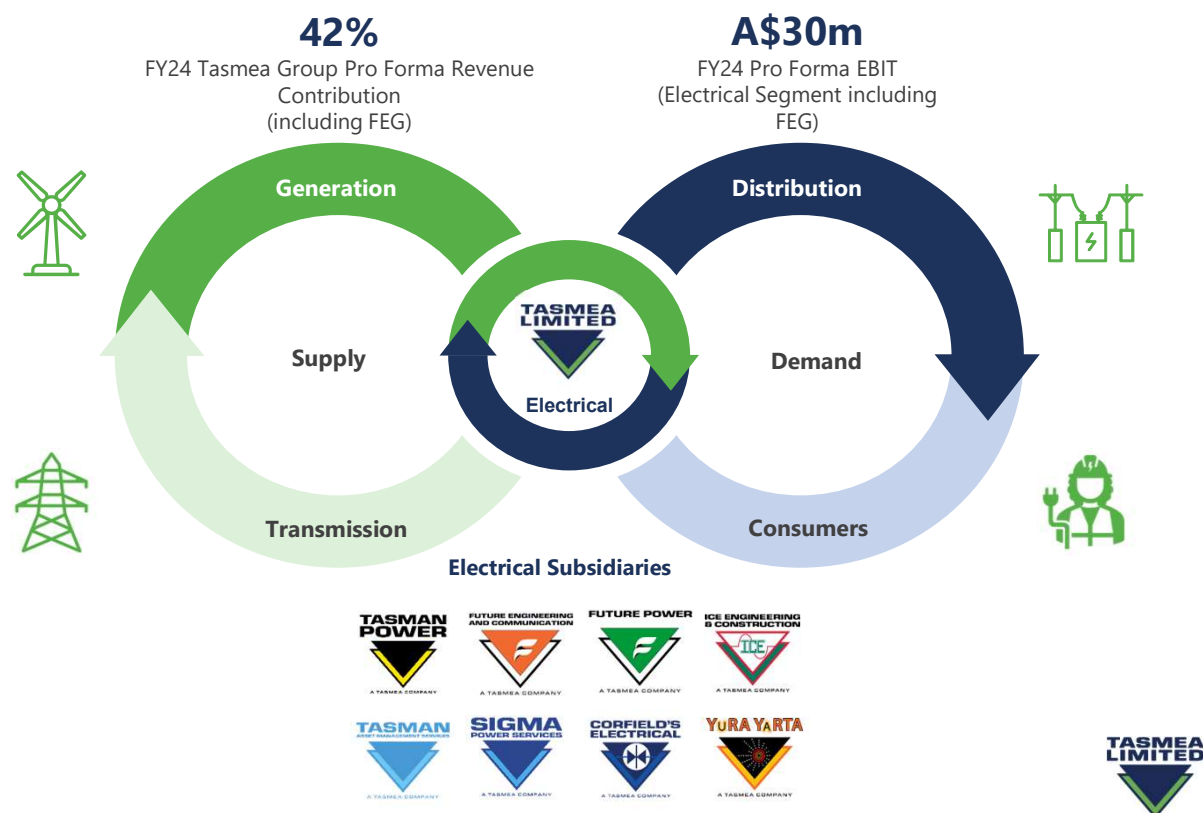 42%
FY24 Tasmea Group Pro Forma Revenue
Contribution
(including FEG)
A$30m
FY24 Pro Forma EBIT
(Electrical Segment including
FEG)
Generation
Distribution
TASMEA
LIMITED
Supply
Demand
Electrical
Transmission
Consumers
Electrical Subsidiaries
TASMAN
POWER
A TASMEA COMPANY
FUTURE ENGINEERING
AND COMMUNICATION
F
A TASMEA COMPANY
FUTURE POWER
F
A TASMEA COMPANY
ICE ENGINEERING
& CONSTRUCTION
ICE
A TASMEA COMPANY
TASMAN
ASSET MANAGEMENT SERVICES
A TASMEA COMPANY
SIGMA
POWER SERVICES
A TASMEA COMPANY
CORFIELD'S
ELECTRICAL
A TASMEA COMPANY
YURA YARTA
A TASMEA COMPANY
TASMEA
LIMITED